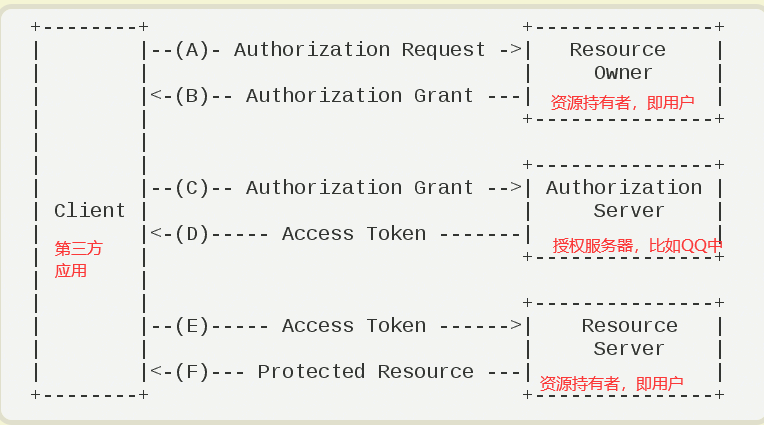 +--------+                               +---------------+
|        |--(A)- Authorization Request ->|   Resource    |
|        |                               |     Owner     |
|        |<-(B)-- Authorization Grant ---|               |
资源持有者，即用户
|        |                               +---------------+
|        |
|        |                               +---------------+
|        |--(C)-- Authorization Grant -->| Authorization |
| Client |                               |     Server    |
|        |<-(D)----- Access Token -------|               |
第三方
应用
授权服务器，比如QQ中
|        |                               +---------------+
|        |
|        |                               +---------------+
|        |--(E)----- Access Token ------>|    Resource   |
|        |                               |     Server    |
|        |<-(F)--- Protected Resource ---|               |
资源持有者，即用户
+--------+                               +---------------+